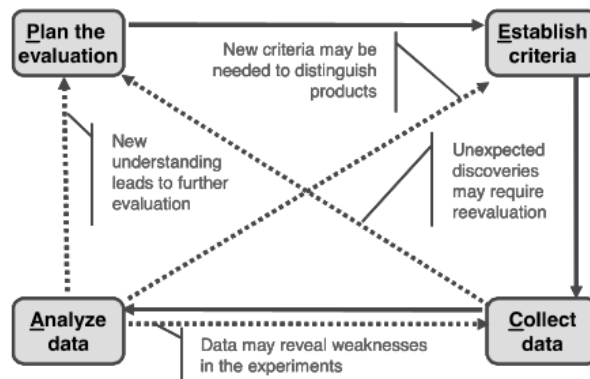 Plan the
evaluation
New criteria may be
needed to distinguish
products
Establish
criteria
New
understanding
leads to further
evaluation
Unexpected
discoveries
may require
reevaluation
Analyze
data
Data may reveal weaknesses
in the experiments
Collect
data